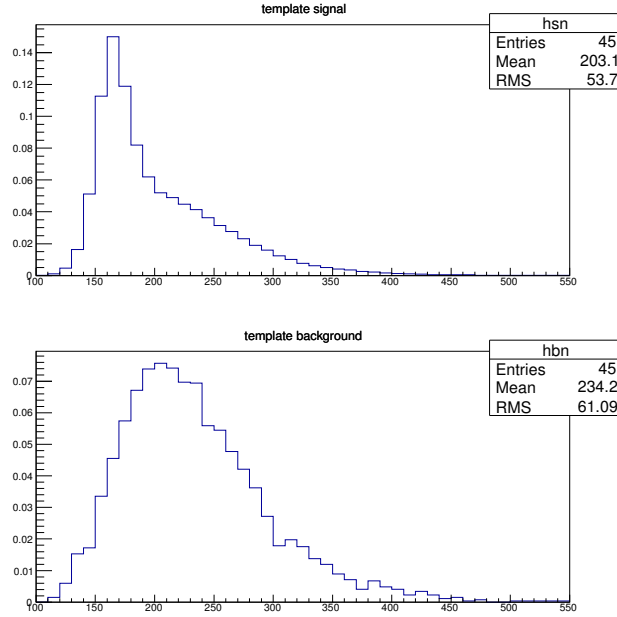 template signal
hsn
Entries 45
Mean 203.1
RMS 53.7
0.14
0.12
0.1
0.08
0.06
0.04
0.02
0
100 150 200 250 300 350 400 450 500 550
template background
hbn
Entries 45
Mean 234.2
RMS 61.09
0.07
0.06
0.05
0.04
0.03
0.02
0.01
0
100 150 200 250 300 350 400 450 500 550